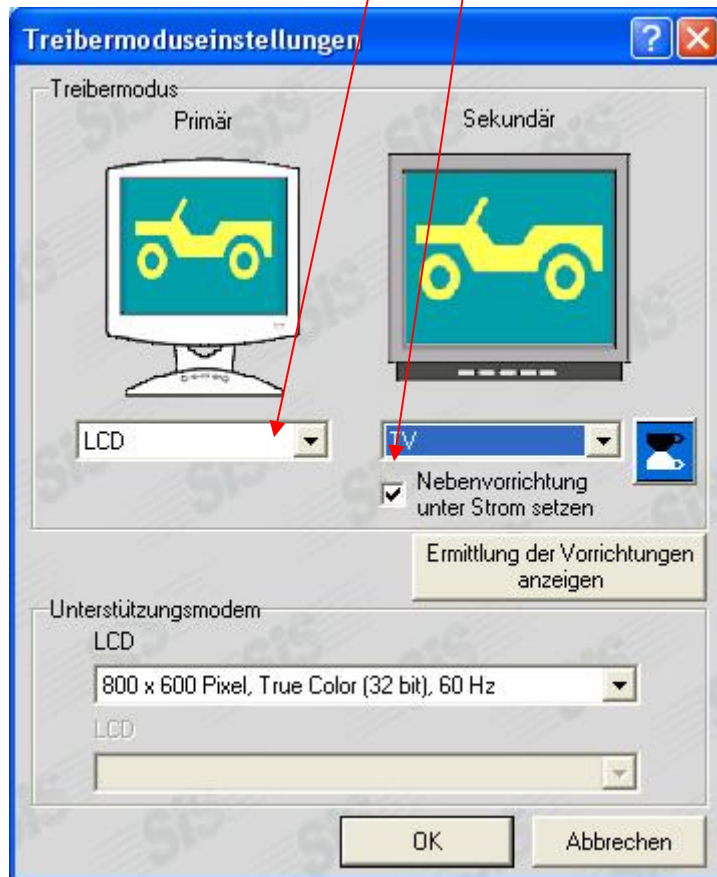 Treibermoduseinstellungen
Treibermodus
Primär
Sekundär
LCD
TV
Nebenvorrichtung
unter Strom setzen
Ermittlung der Vorrichtungen
anzeigen
Unterstützungsmodem
LCD
800 x 600 Pixel, True Color (32 bit), 60 Hz
LCD
OK
Abbrechen